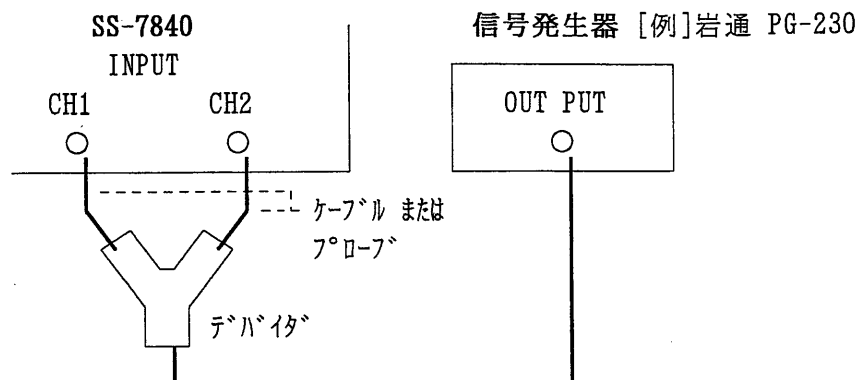 SS-7840
INPUT
CH1 CH2
ケーブル または
プローブ
デバイダ
信号発生器 [例]岩通 PG-230
OUT PUT